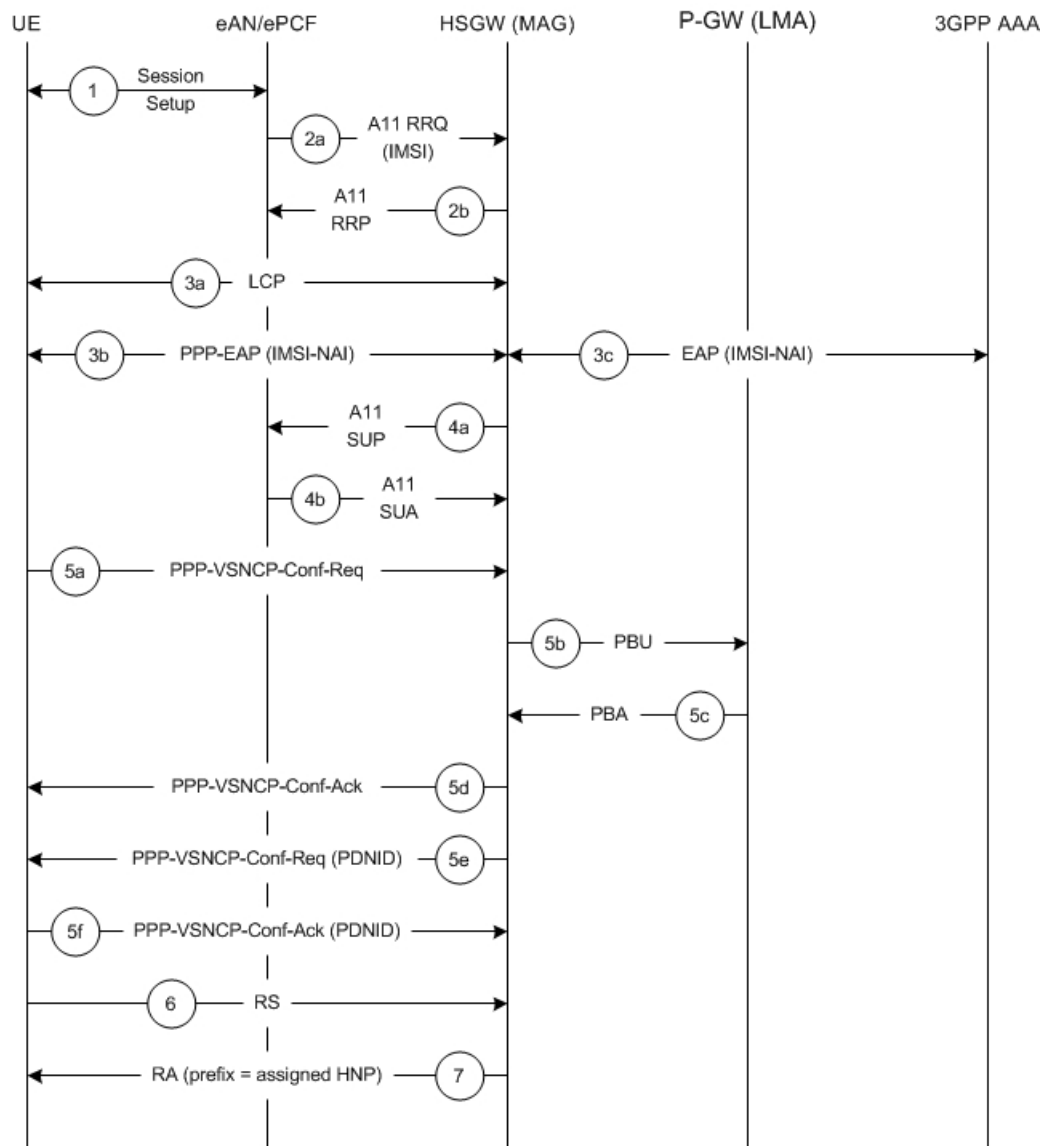 UE
eAN/ePCF
HSGW (MAG)
P-GW (LMA)
3GPP AAA
1
Session
Setup
2a
A11 RRQ
(IMSI)
A11
RRP
2b
3a
LCP
3b
PPP-EAP (IMSI-NAI)
3c
EAP (IMSI-NAI)
A11
SUP
4a
4b
A11
SUA
5a
PPP-VSNCP-Conf-Req
5b
PBU
PBA
5c
PPP-VSNCP-Conf-Ack
5d
PPP-VSNCP-Conf-Req (PDNID)
5e
5f
PPP-VSNCP-Conf-Ack (PDNID)
6
RS
RA (prefix = assigned HNP)
7